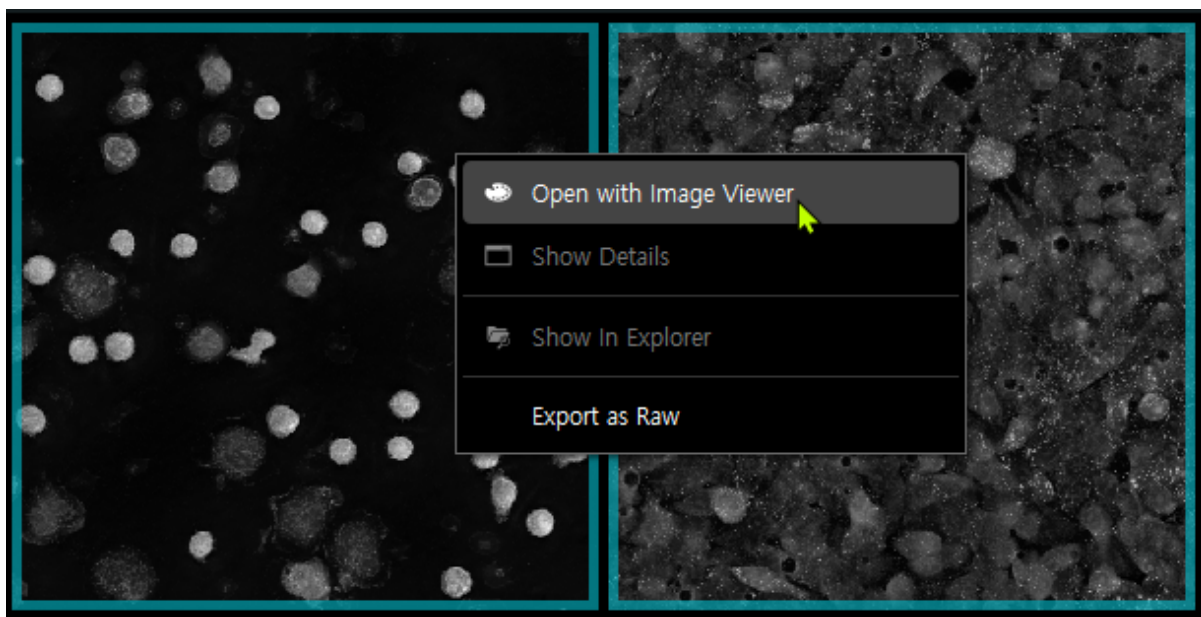 Open with Image Viewer
Show Details
Show In Explorer
Export as Raw